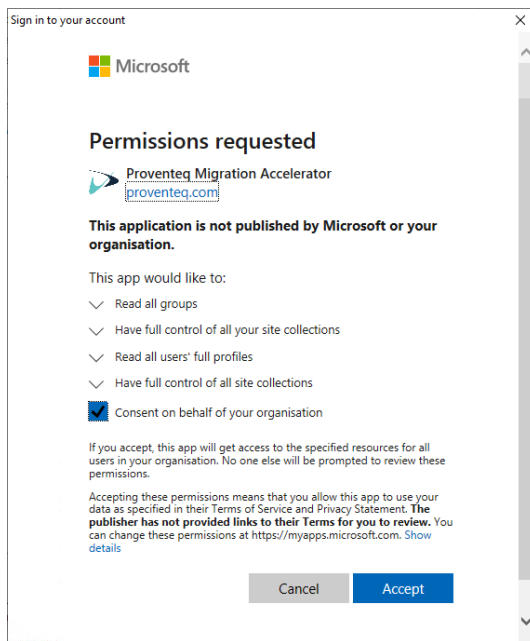 Sign in to your account
Microsoft
Permissions requested
Proventeq Migration Accelerator
proventeq.com
This application is not published by Microsoft or your
organisation.
This app would like to:
Read all groups
Have full control of all your site collections
Read all users' full profiles
Have full control of all site collections
Consent on behalf of your organisation
If you accept, this app will get access to the specified resources for all
users in your organisation. No one else will be prompted to review these
permissions.
Accepting these permissions means that you allow this app to use your
data as specified in their Terms of Service and Privacy Statement. The
publisher has not provided links to their Terms for you to review. You
can change these permissions at https://myapps.microsoft.com. Show
details
Cancel
Accept